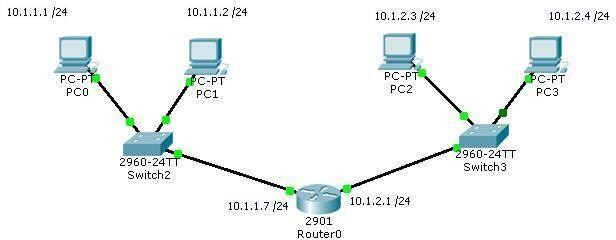 10.1.1.1 /24
10.1.1.2 /24
10.1.2.3 /24
10.1.2.4 /24
PC-PT
PC0
PC-PT
PC1
PC-PT
PC2
PC-PT
PC3
2960-24TT
Switch2
2960-24TT
Switch3
10.1.1.7 /24
10.1.2.1 /24
2901
Router0